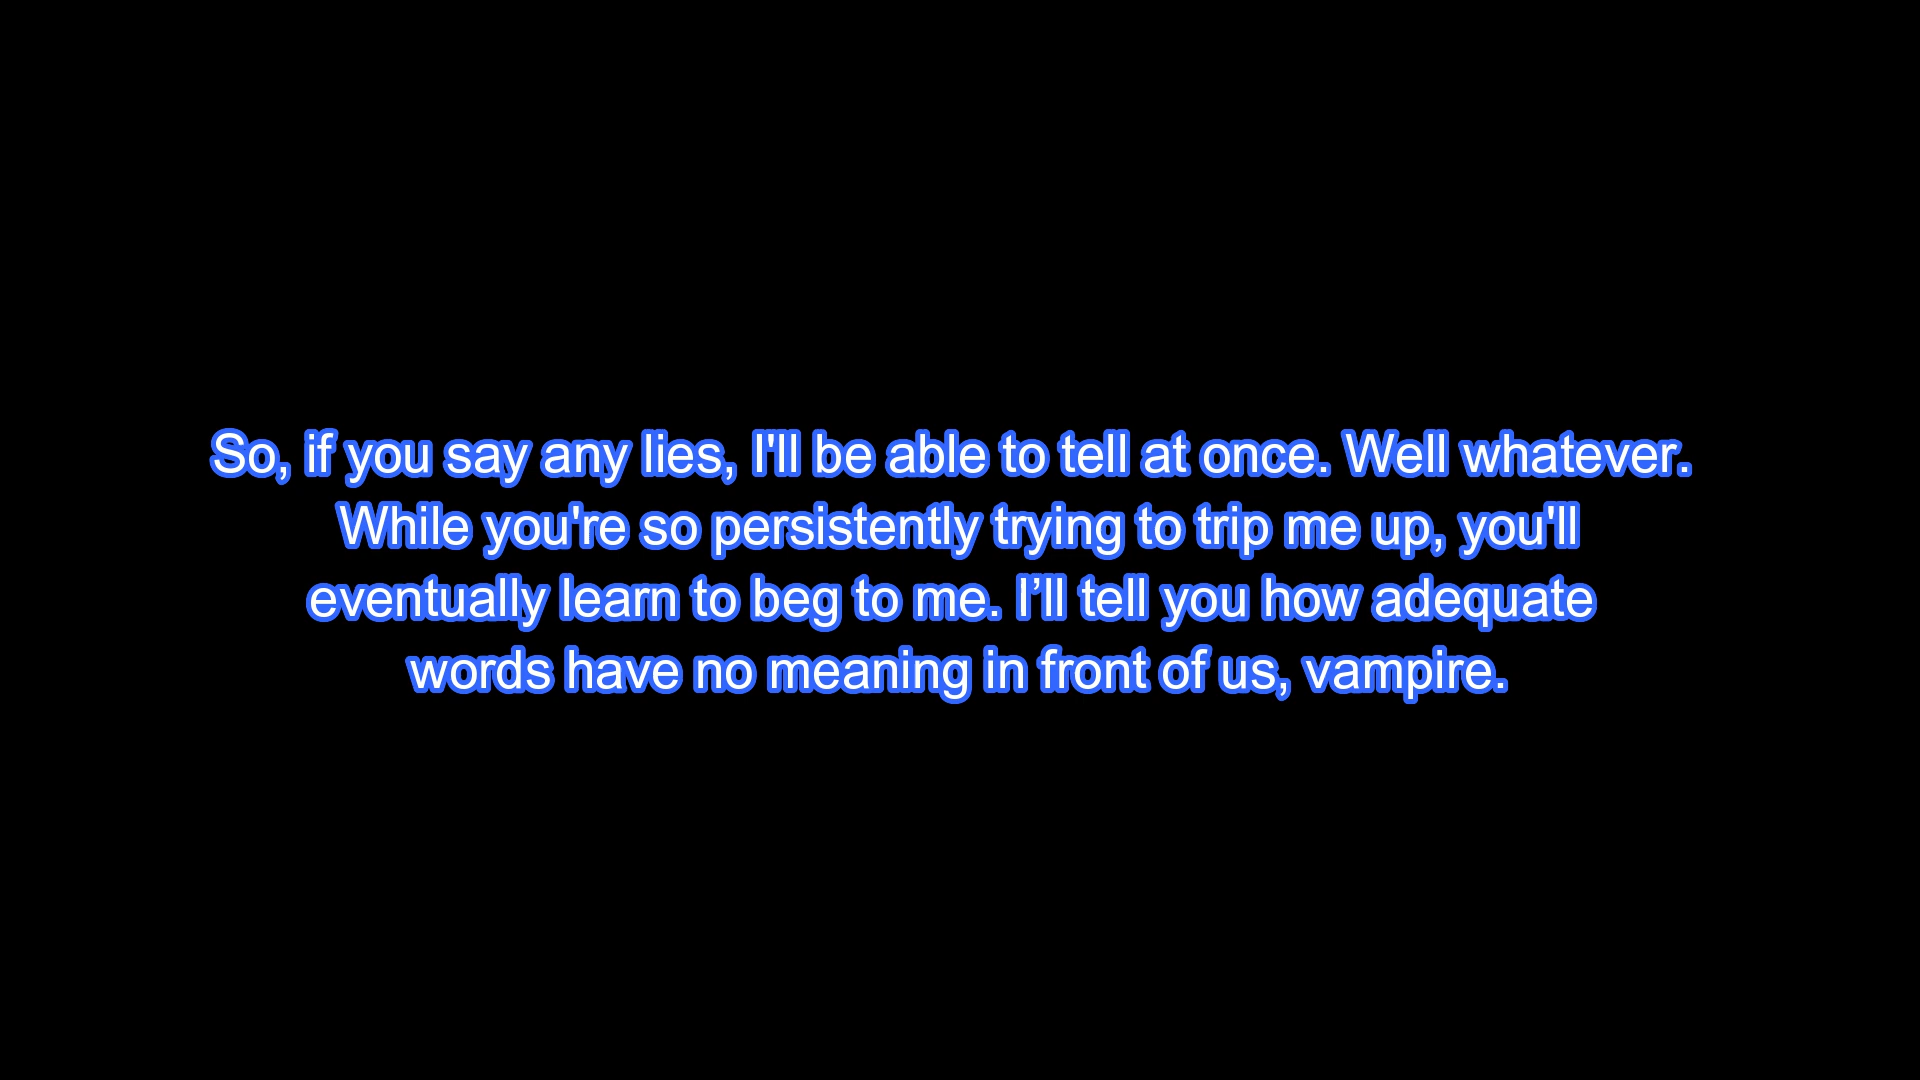 So, if you say any lies, I'll be able to tell at once. Well whatever.
While you're so persistently trying to trip me up, you'll
eventually learn to beg to me. I’ll tell you how adequate
words have no meaning in front of us, vampire.